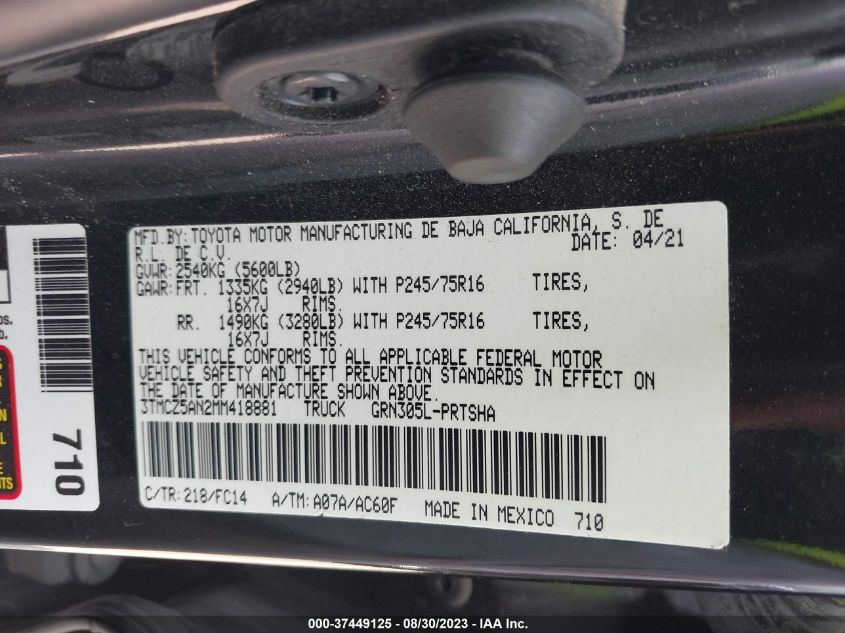 MFD.BY:TOYOTA MOTOR MANUFACTURING DE BAJA CALIFORNIA, S. DE
R.L. DE C.V. DATE: 04/21
GVWR:2540KG (5600LB)
GAWR:FRT. 1335KG (2940LB) WITH P245/75R16 TIRES,
16X7J RIMS.
RR. 1490KG (3280LB) WITH P245/75R16 TIRES,
16X7J RIMS.
THIS VEHICLE CONFORMS TO ALL APPLICABLE FEDERAL MOTOR
VEHICLE SAFETY AND THEFT PREVENTION STANDARDS IN EFFECT ON
THE DATE OF MANUFACTURE SHOWN ABOVE.
3TMCZ5AN2MM418881 TRUCK GRN305L-PRTSHA
C/TR:218/FC14 A/TM:A07A/AC60F MADE IN MEXICO 710
710
000-37449125 - 08/30/2023 - IAA Inc.